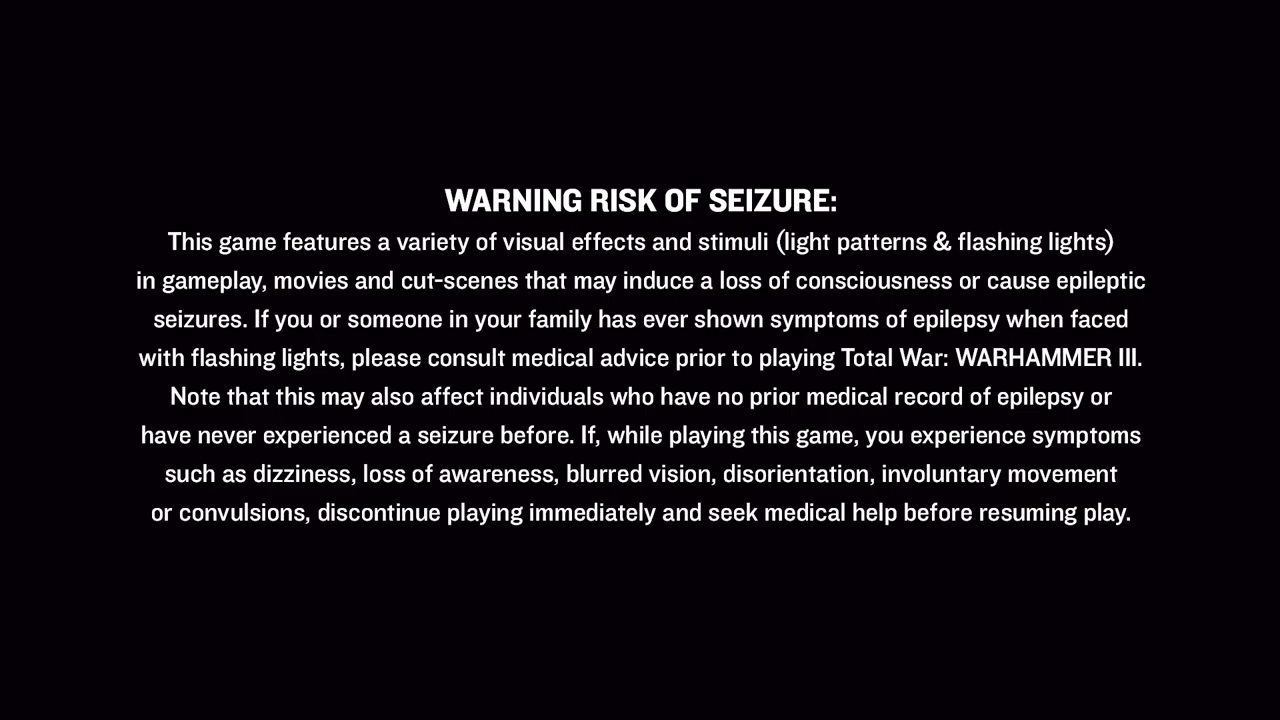 WARNING RISK OF SEIZURE:
This game features a variety of visual effects and stimuli (light patterns & flashing lights)
in gameplay, movies and cut-scenes that may induce a loss of consciousness or cause epileptic
seizures. If you or someone in your family has ever shown symptoms of epilepsy when faced
with flashing lights, please consult medical advice prior to playing Total War: WARHAMMER III.
Note that this may also affect individuals who have no prior medical record of epilepsy or
have never experienced a seizure before. If, while playing this game, you experience symptoms
such as dizziness, loss of awareness, blurred vision, disorientation, involuntary movement
or convulsions, discontinue playing immediately and seek medical help before resuming play.